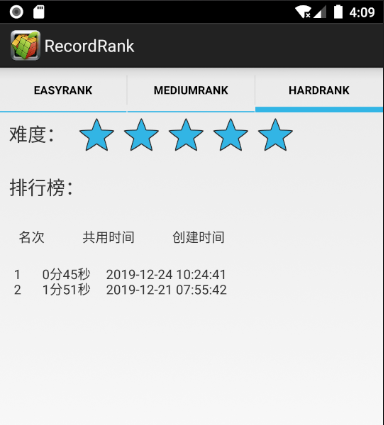 4:09
RecordRank
EASYRANK MEDIUMRANK HARDRANK
难度：
排行榜：
名次 共用时间 创建时间
1 0分45秒 2019-12-24 10:24:41
2 1分51秒 2019-12-21 07:55:42